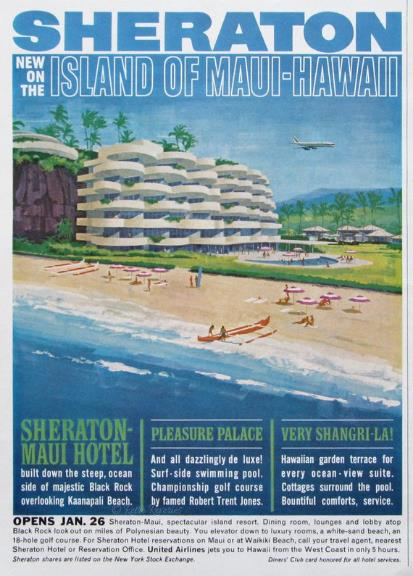 SHERATON
NEW
ON
THE
ISLAND OF MAUI-HAWAII
SHERATON-
MAUI HOTEL
built down the steep, ocean
side of majestic Black Rock
overlooking Kaanapali Beach.
PLEASURE PALACE
And all dazzlingly de luxe!
Surf-side swimming pool.
Championship golf course
by famed Robert Trent Jones.
VERY SHANGRI-LA!
Hawaiian garden terrace for
every ocean-view suite.
Cottages surround the pool.
Bountiful comforts, service.
OPENS JAN. 26 Sheraton-Maui, spectacular island resort. Dining room, lounges and lobby atop
Black Rock look out on miles of Polynesian beauty. You elevator down to luxury rooms, a white-sand beach, an
18-hole golf course. For Sheraton Hotel reservations on Maui or at Waikiki Beach, call your travel agent, nearest
Sheraton Hotel or Reservation Office. United Airlines jets you to Hawaii from the West Coast in only 5 hours.
Sheraton shares are listed on the New York Stock Exchange.
Diners' Club card honored for all hotel services.